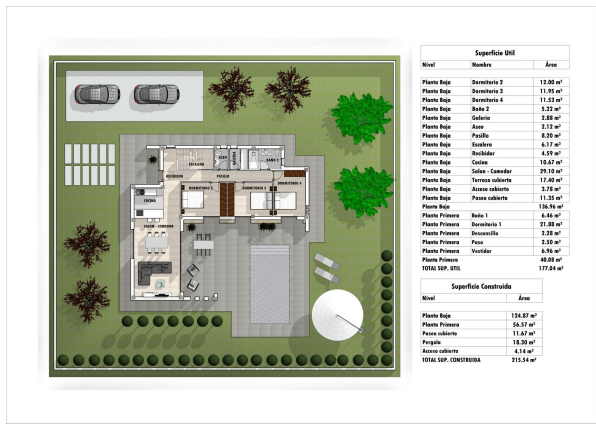 Superficie Util
Nivel Nombre Área
Planta Baja Dormitorio 2 12.00 m²
Planta Baja Dormitorio 3 11.95 m²
Planta Baja Dormitorio 4 11.53 m²
Planta Baja Baño 2 5.22 m²
Planta Baja Galeria 2.88 m²
Planta Baja Aseo 2.12 m²
Planta Baja Pasillo 8.20 m²
Planta Baja Escalera 6.17 m²
Planta Baja Recibidor 4.59 m²
Planta Baja Cocina 10.67 m²
Planta Baja Salon - Comedor 29.10 m²
Planta Baja Terraza cubierto 17.40 m²
Planta Baja Acceso cubierto 3.78 m²
Planta Baja Paseo cubierto 11.35 m²
Planta Baja 136.96 m²
Planta Primera Baño 1 6.46 m²
Planta Primera Dormitorio 1 21.88 m²
Planta Primera Descansillo 2.28 m²
Planta Primera Paso 2.50 m²
Planta Primera Vestidor 6.96 m²
Planta Primera 40.08 m²
TOTAL SUP. UTIL 177.04 m²
Superficie Construida
Nivel Área
Planta Baja 124.87 m²
Planta Primera 56.57 m²
Paseo cubierto 11.67 m²
Pergola 18.30 m²
Acceso cubierto 4.14 m²
TOTAL SUP. CONSTRUIDA 215.54 m²
ESCALERA
ASEO
GALERIA
BAÑO 2
RECIBIDOR
PASILLO
DORMITORIO 2
DORMITORIO 3
DORMITORIO 4
COCINA
SALON - COMEDOR